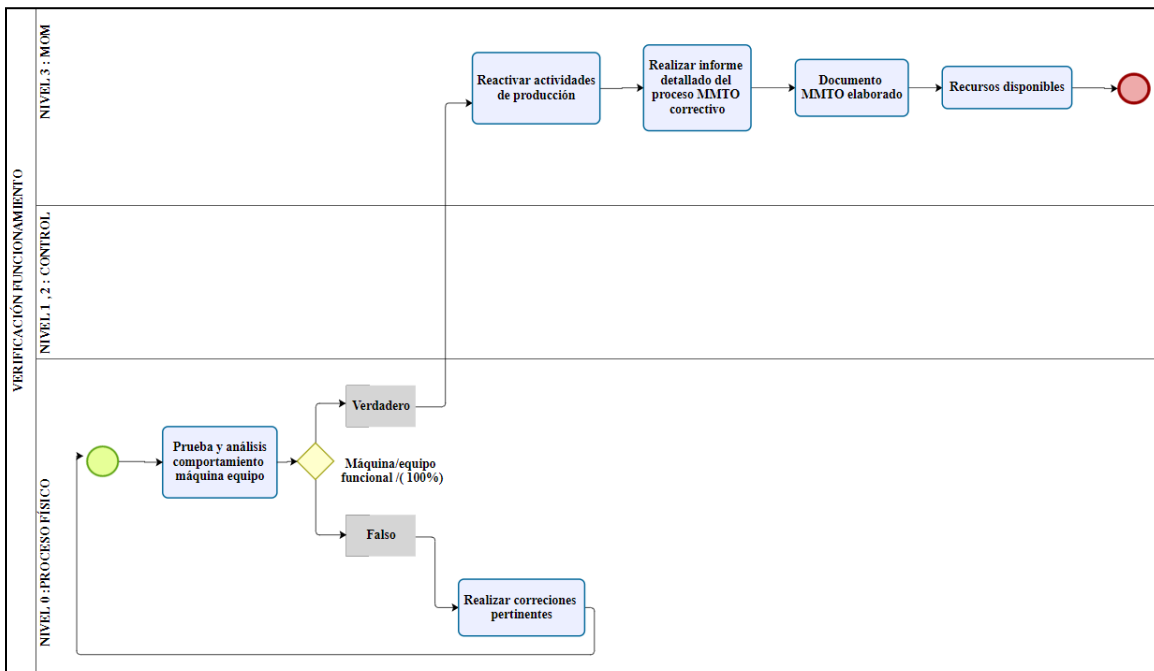 VERIFICACIÓN FUNCIONAMIENTO
NIVEL 3 : MOM
Reactivar actividades
de producción
Realizar informe
detallado del
proceso MMTO
correctivo
Documento
MMTO elaborado
Recursos disponibles
NIVEL 1 , 2 : CONTROL
NIVEL 0 :PROCESO FÍSICO
Prueba y análisis
comportamiento
máquina equipo
Verdadero
Máquina/equipo
funcional /( 100%)
Falso
Realizar correciones
pertinentes